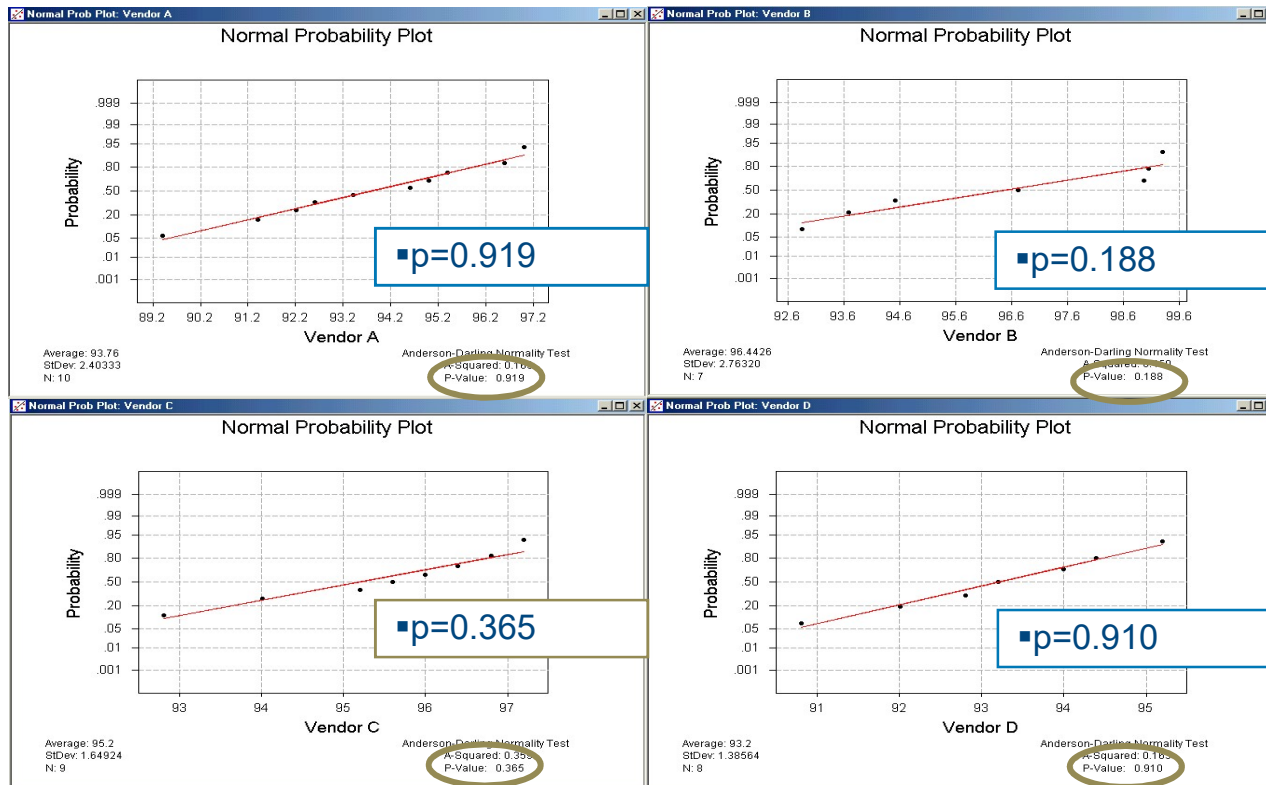 Normal Prob Plot: Vendor A
Normal Probability Plot
Probability
.999
.99
.95
.80
.50
.20
.05
.01
.001
■p=0.919
89.2 90.2 91.2 92.2 93.2 94.2 95.2 96.2 97.2
Vendor A
Average: 93.76
StDev: 2.40333
N: 10
Anderson-Darling Normality Test
A-Squared:
P-Value: 0.919
Normal Prob Plot: Vendor B
Normal Probability Plot
Probability
.999
.99
.95
.80
.50
.20
.05
.01
.001
■p=0.188
92.6 93.6 94.6 95.6 96.6 97.6 98.6 99.6
Vendor B
Average: 96.4426
StDev: 2.76320
N: 7
Anderson-Darling Normality Test
A-Squared:
P-Value: 0.188
Normal Prob Plot: Vendor C
Normal Probability Plot
Probability
.999
.99
.95
.80
.50
.20
.05
.01
.001
■p=0.365
93 94 95 96 97
Vendor C
Average: 95.2
StDev: 1.64924
N: 9
Anderson-Darling Normality Test
A-Squared:
P-Value: 0.365
Normal Prob Plot: Vendor D
Normal Probability Plot
Probability
.999
.99
.95
.80
.50
.20
.05
.01
.001
■p=0.910
91 92 93 94 95
Vendor D
Average: 93.2
StDev: 1.38564
N: 8
Anderson-Darling Normality Test
A-Squared:
P-Value: 0.910